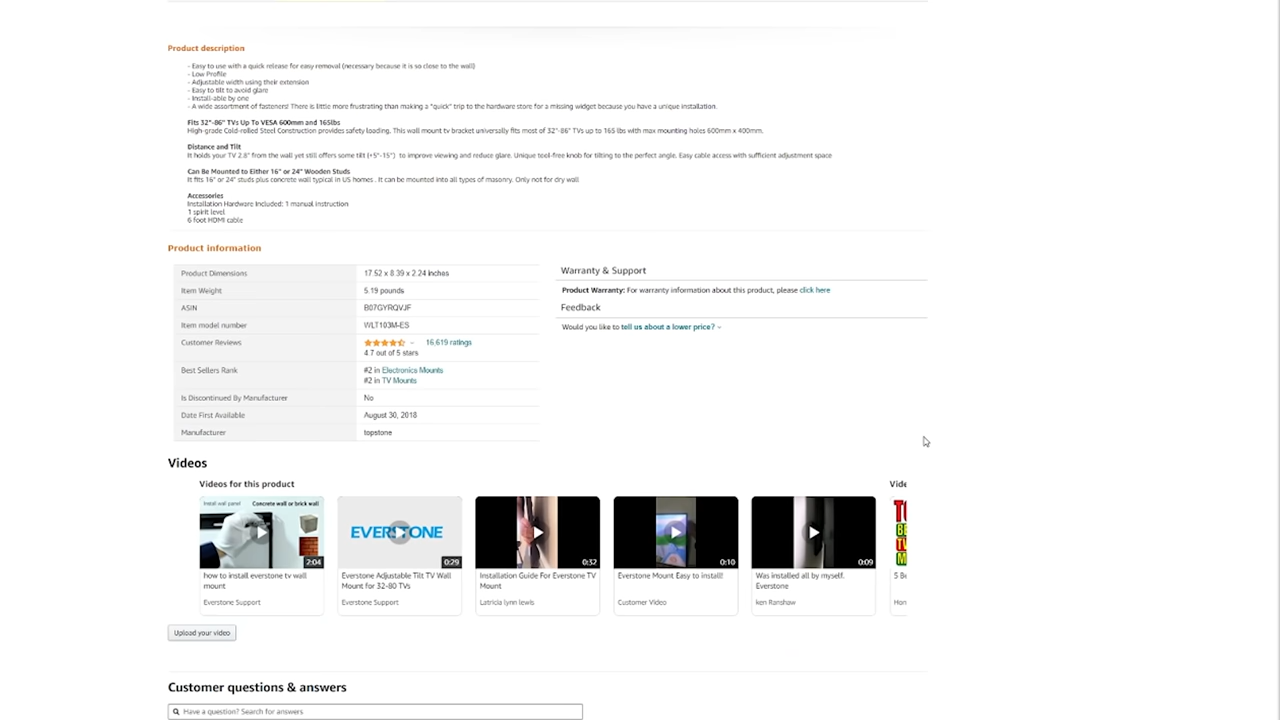 Product description
- Easy to use with a quick release for easy removal (necessary because it is so close to the wall)
- Low Profile
- Adjustable width using their extension
- Easy to tilt to avoid glare
- Install-able by one
- A wide assortment of fasteners! There is little more frustrating than making a "quick" trip to the hardware store for a missing widget because you have a unique installation.
Fits 32"-86" TVs Up To VESA 600mm and 165lbs
High-grade Cold-rolled Steel Construction provides safety loading. This wall mount tv bracket universally fits most of 32"-86" TVs up to 165 lbs with max mounting holes 600mm x 400mm.
Distance and Tilt
It holds your TV 2.8" from the wall yet still offers some tilt (+5°-15°) to improve viewing and reduce glare. Unique tool-free knob for tilting to the perfect angle. Easy cable access with sufficient adjustment space
Can Be Mounted to Either 16" or 24" Wooden Studs
It fits 16" or 24" studs plus concrete wall typical in US homes . It can be mounted into all types of masonry. Only not for dry wall
Accessories
Installation Hardware Included: 1 manual instruction
1 spirit level
6 foot HDMI cable
Product information
Product Dimensions 17.52 x 8.39 x 2.24 inches
Item Weight 5.19 pounds
ASIN B07GYRQVJF
Item model number WLT103M-ES
Customer Reviews 16,619 ratings
4.7 out of 5 stars
Best Sellers Rank #2 in Electronics Mounts
#2 in TV Mounts
Is Discontinued By Manufacturer No
Date First Available August 30, 2018
Manufacturer topstone
Warranty & Support
Product Warranty: For warranty information about this product, please click here
Feedback
Would you like to tell us about a lower price?
Videos
Videos for this product
Vide
Install wall panel Concrete wall or brick wall
2:04
how to install everstone tv wall
mount
Everstone Support
EVERSTONE
0:29
Everstone Adjustable Tilt TV Wall
Mount for 32-80 TVs
Everstone Support
0:32
Installation Guide For Everstone TV
Mount
Latricia lynn lewis
0:10
Everstone Mount Easy to install!
Customer Video
0:09
Was installed all by myself.
Everstone
ken Ranshaw
TO
BE
TV
M
5 Be
Hon
Upload your video
Customer questions & answers
Have a question? Search for answers